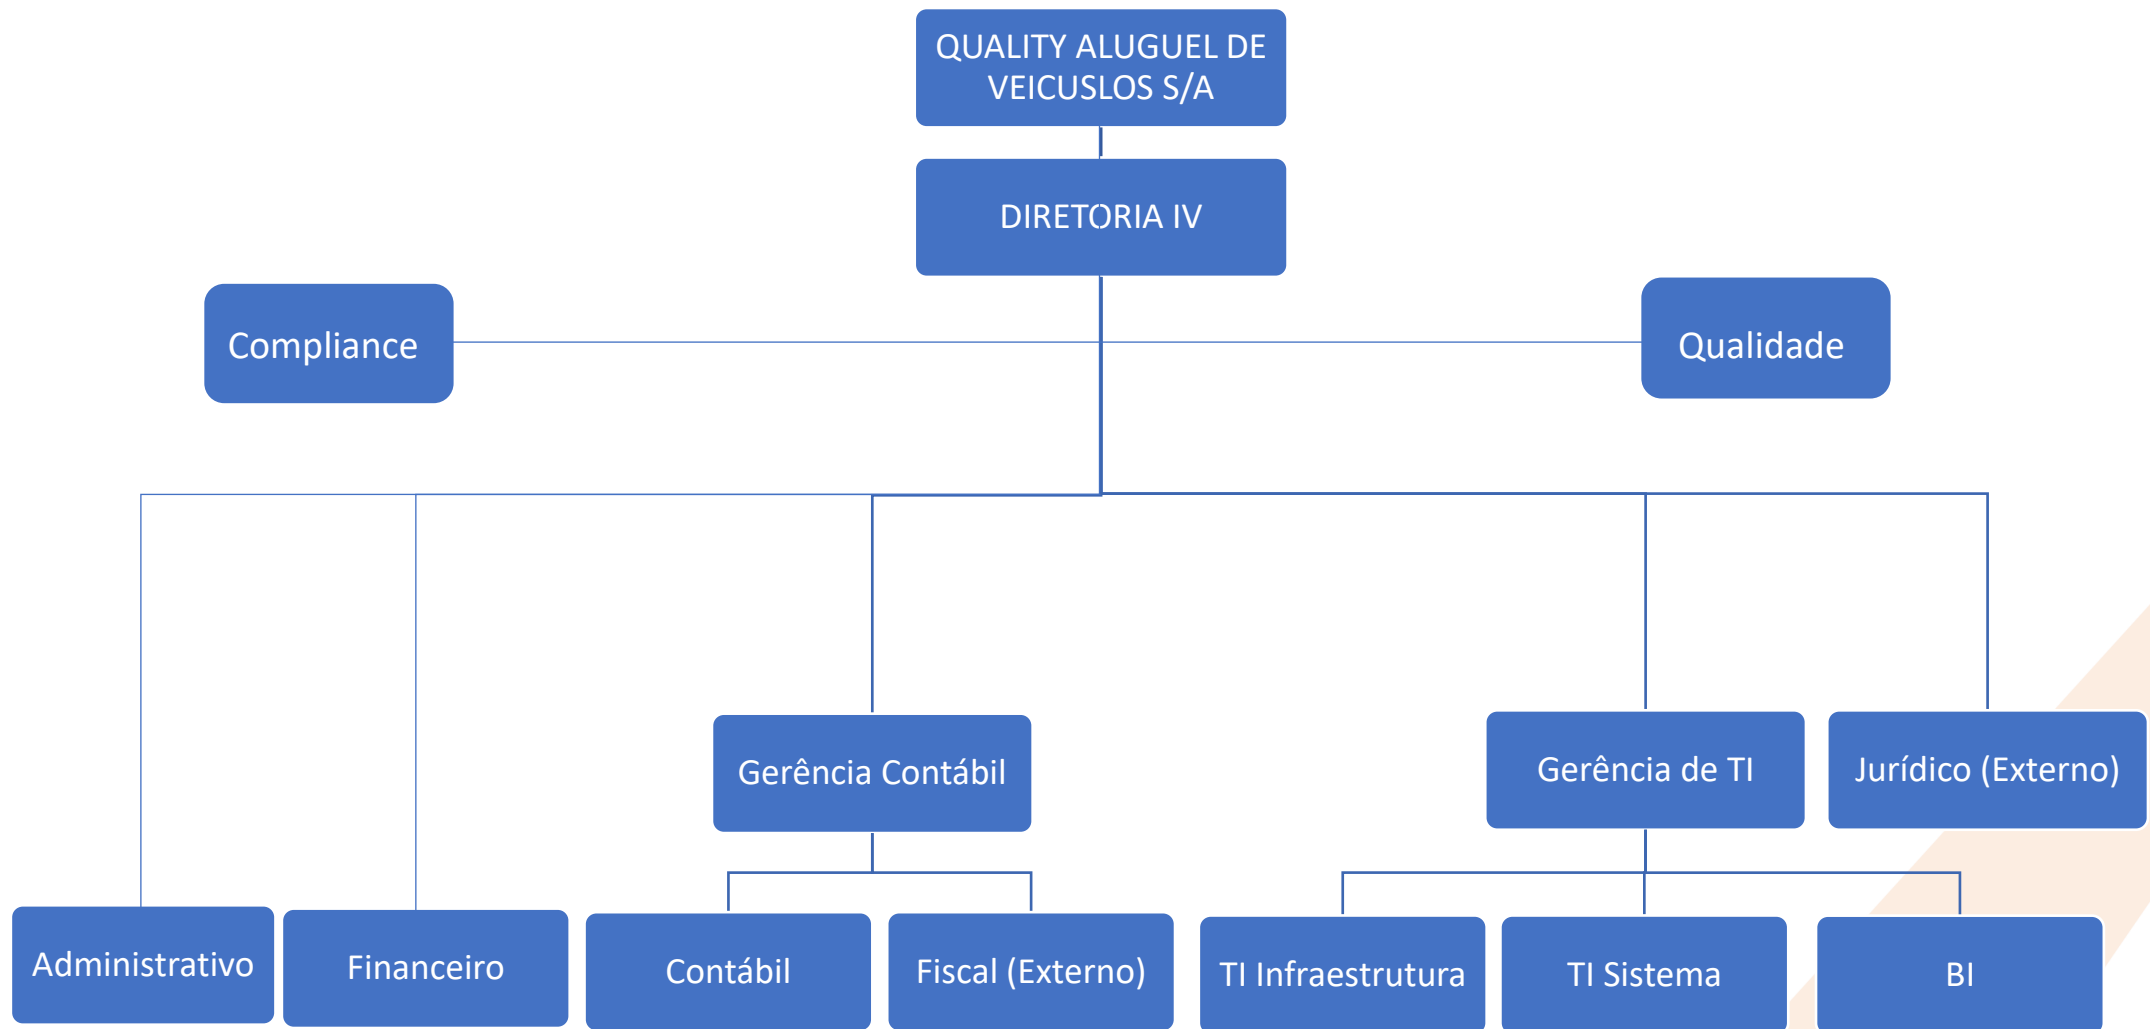 QUALITY ALUGUEL DE
VEICUSLOS S/A
DIRETORIA IV
Compliance
Qualidade
Gerência Contábil
Gerência de TI
Jurídico (Externo)
Administrativo
Financeiro
Contábil
Fiscal (Externo)
TI Infraestrutura
TI Sistema
BI